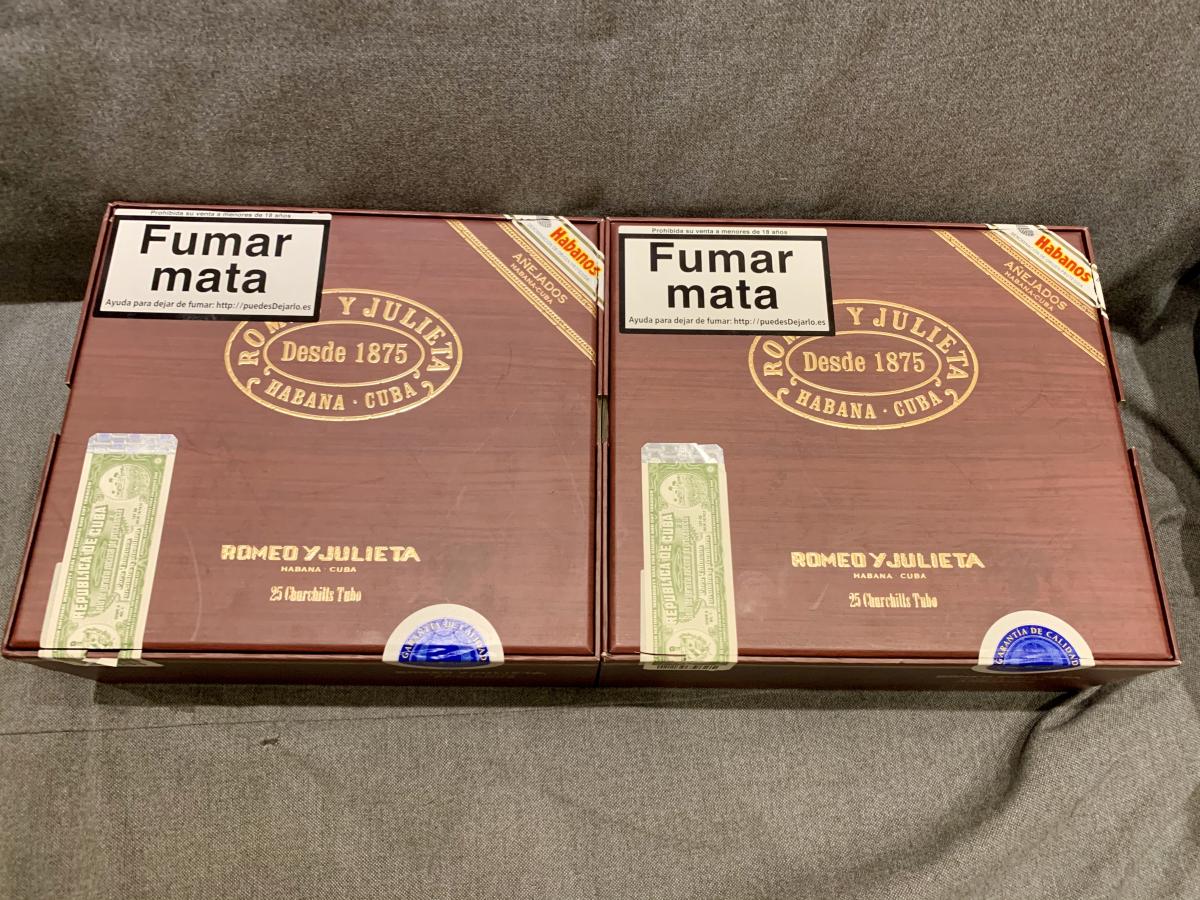 Prohibida su venta a menores de 18 años
Fumar
mata
Ayuda para dejar de fumar: http://puedesDejarlo.es
Habanos
AÑEJADOS
HABANA·CUBA
ROMEO Y JULIETA
Desde 1875
HABANA · CUBA
REPUBLICA DE CUBA
ROMEO Y JULIETA
HABANA · CUBA
25 Churchills Tubo
GARANTÍA DE CALIDAD
Prohibida su venta a menores de 18 años
Fumar
mata
Ayuda para dejar de fumar: http://puedesDejarlo.es
Habanos
AÑEJADOS
HABANA·CUBA
ROMEO Y JULIETA
Desde 1875
HABANA · CUBA
REPUBLICA DE CUBA
ROMEO Y JULIETA
HABANA CUBA
25 Churchills Tubo
GARANTÍA DE CALIDAD